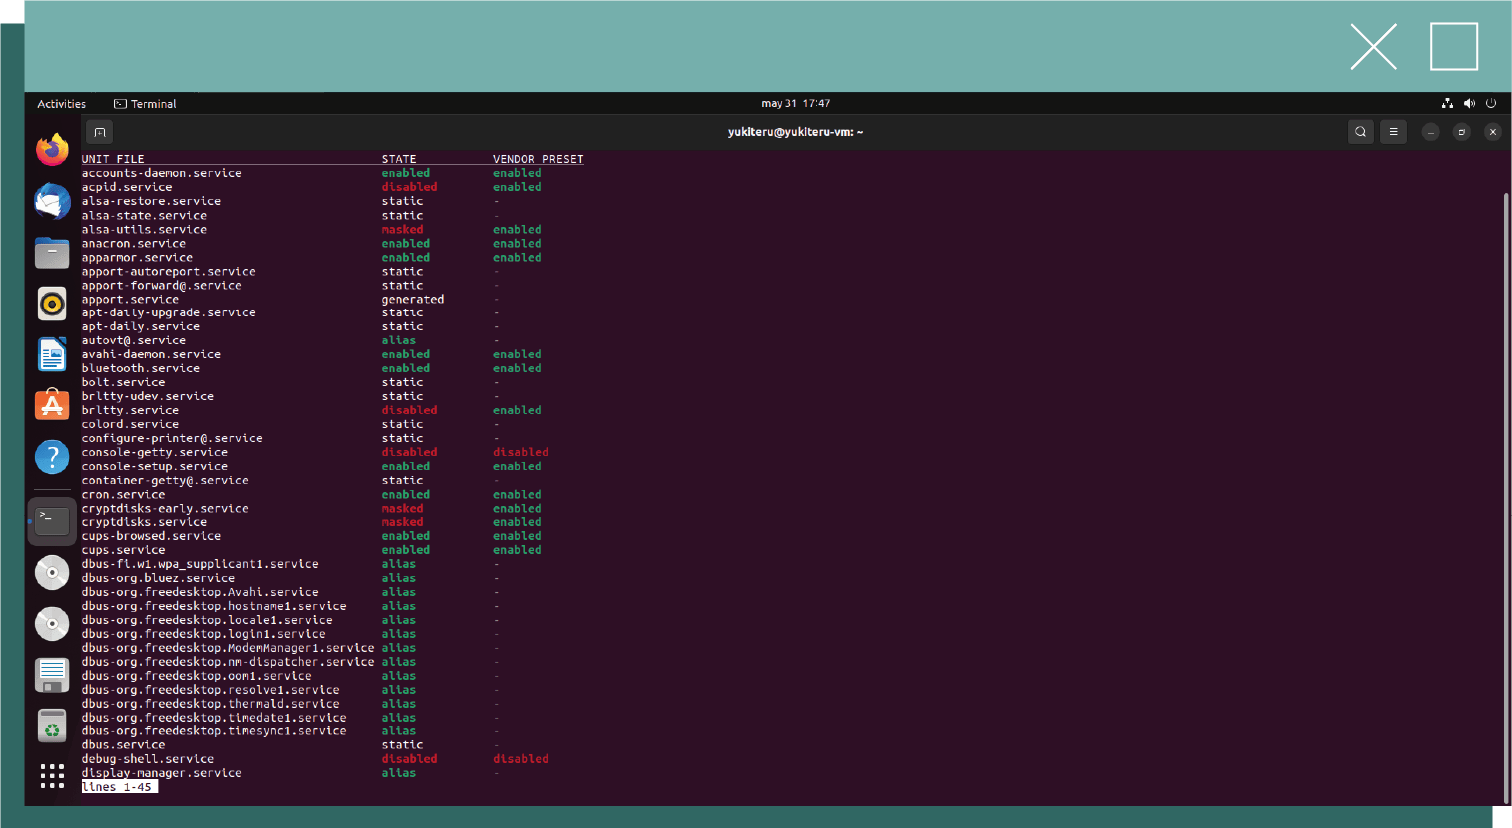 Activities Terminal may 31 17:47
yukiteru@yukiteru-vm: ~
UNIT FILE STATE VENDOR PRESET
accounts-daemon.service enabled enabled
acpid.service disabled enabled
alsa-restore.service static -
alsa-state.service static -
alsa-utils.service masked enabled
anacron.service enabled enabled
apparmor.service enabled enabled
apport-autoreport.service static -
apport-forward@.service static -
apport.service generated -
apt-daily-upgrade.service static -
apt-daily.service static -
autovt@.service alias -
avahi-daemon.service enabled enabled
bluetooth.service enabled enabled
bolt.service static -
brltty-udev.service static -
brltty.service disabled enabled
colord.service static -
configure-printer@.service static -
console-getty.service disabled disabled
console-setup.service enabled enabled
container-getty@.service static -
cron.service enabled enabled
cryptdisks-early.service masked enabled
cryptdisks.service masked enabled
cups-browsed.service enabled enabled
cups.service enabled enabled
dbus-fi.w1.wpa_supplicant1.service alias -
dbus-org.bluez.service alias -
dbus-org.freedesktop.Avahi.service alias -
dbus-org.freedesktop.hostname1.service alias -
dbus-org.freedesktop.locale1.service alias -
dbus-org.freedesktop.login1.service alias -
dbus-org.freedesktop.ModemManager1.service alias -
dbus-org.freedesktop.nm-dispatcher.service alias -
dbus-org.freedesktop.oom1.service alias -
dbus-org.freedesktop.resolve1.service alias -
dbus-org.freedesktop.thermald.service alias -
dbus-org.freedesktop.timedate1.service alias -
dbus-org.freedesktop.timesync1.service alias -
dbus.service static -
debug-shell.service disabled disabled
display-manager.service alias -
lines 1-45